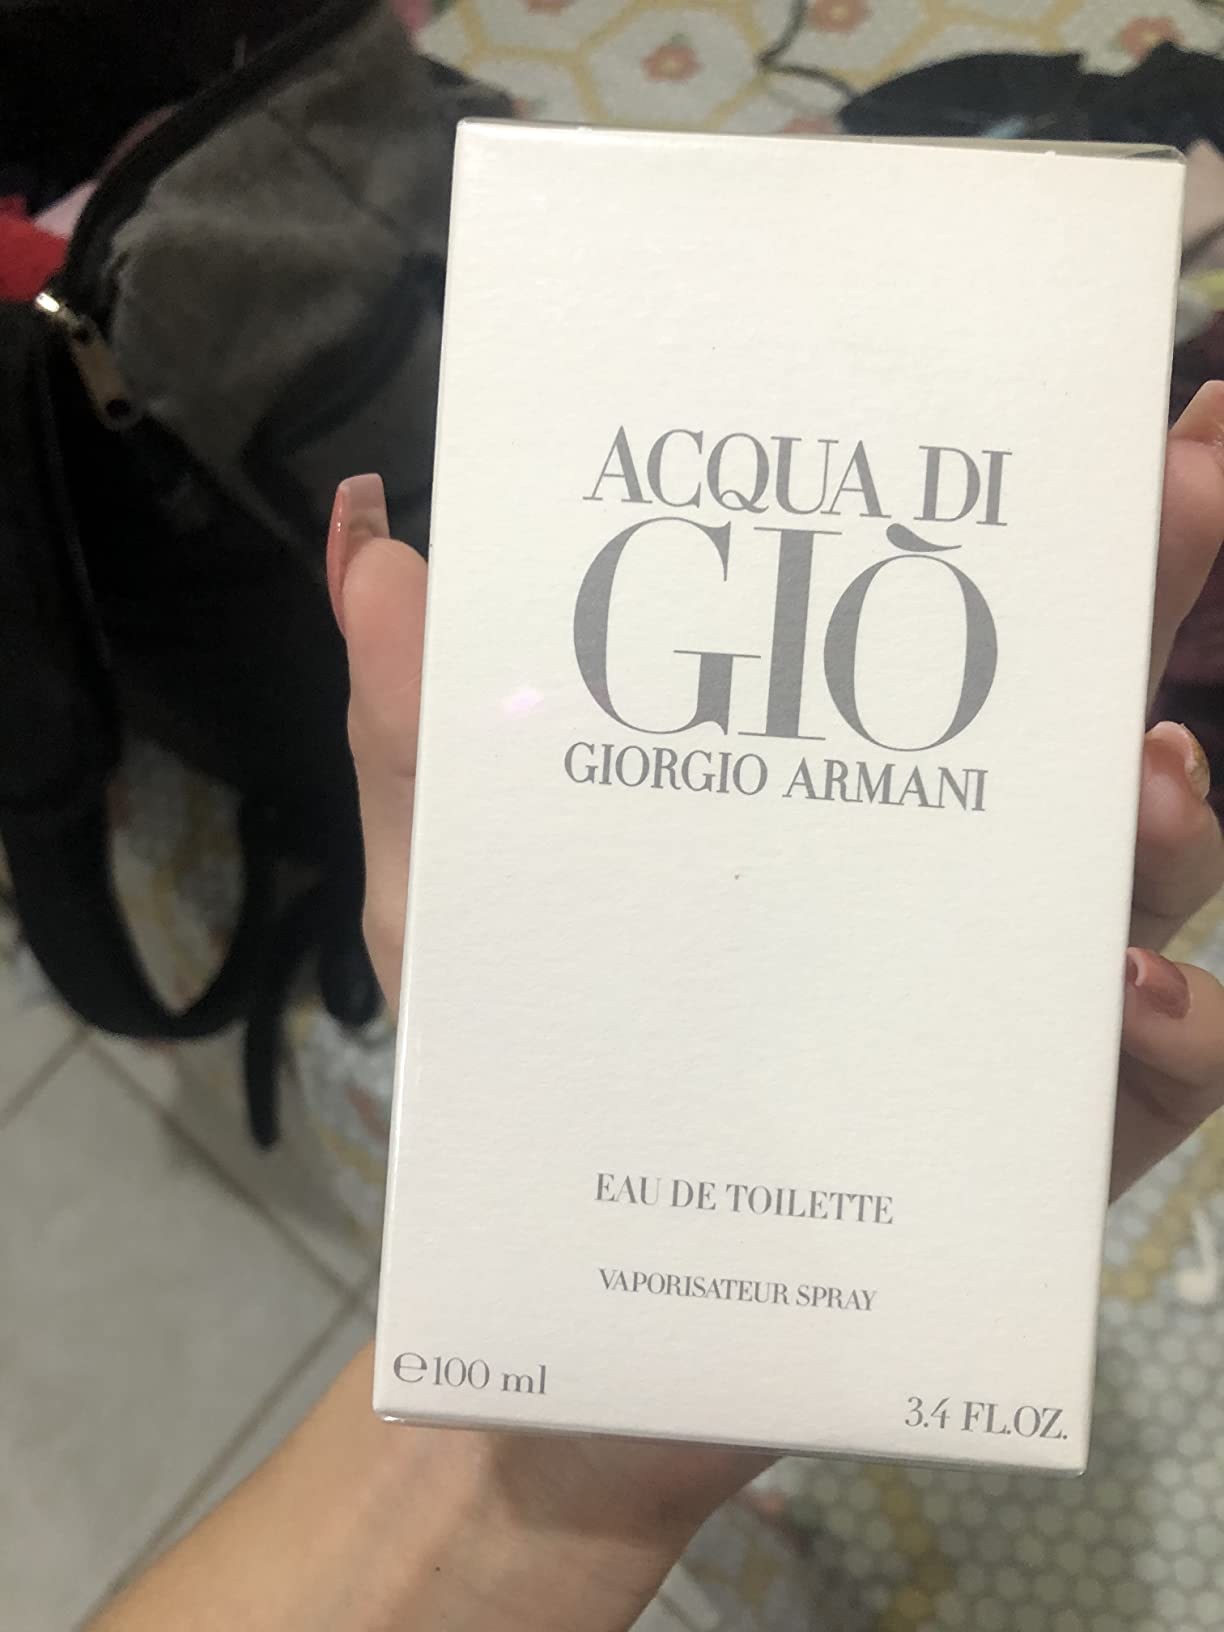 ACQUA DI
GIÒ
GIORGIO ARMANI
EAU DE TOILETTE
VAPORISATEUR SPRAY
℮100 ml
3.4 FL.OZ.